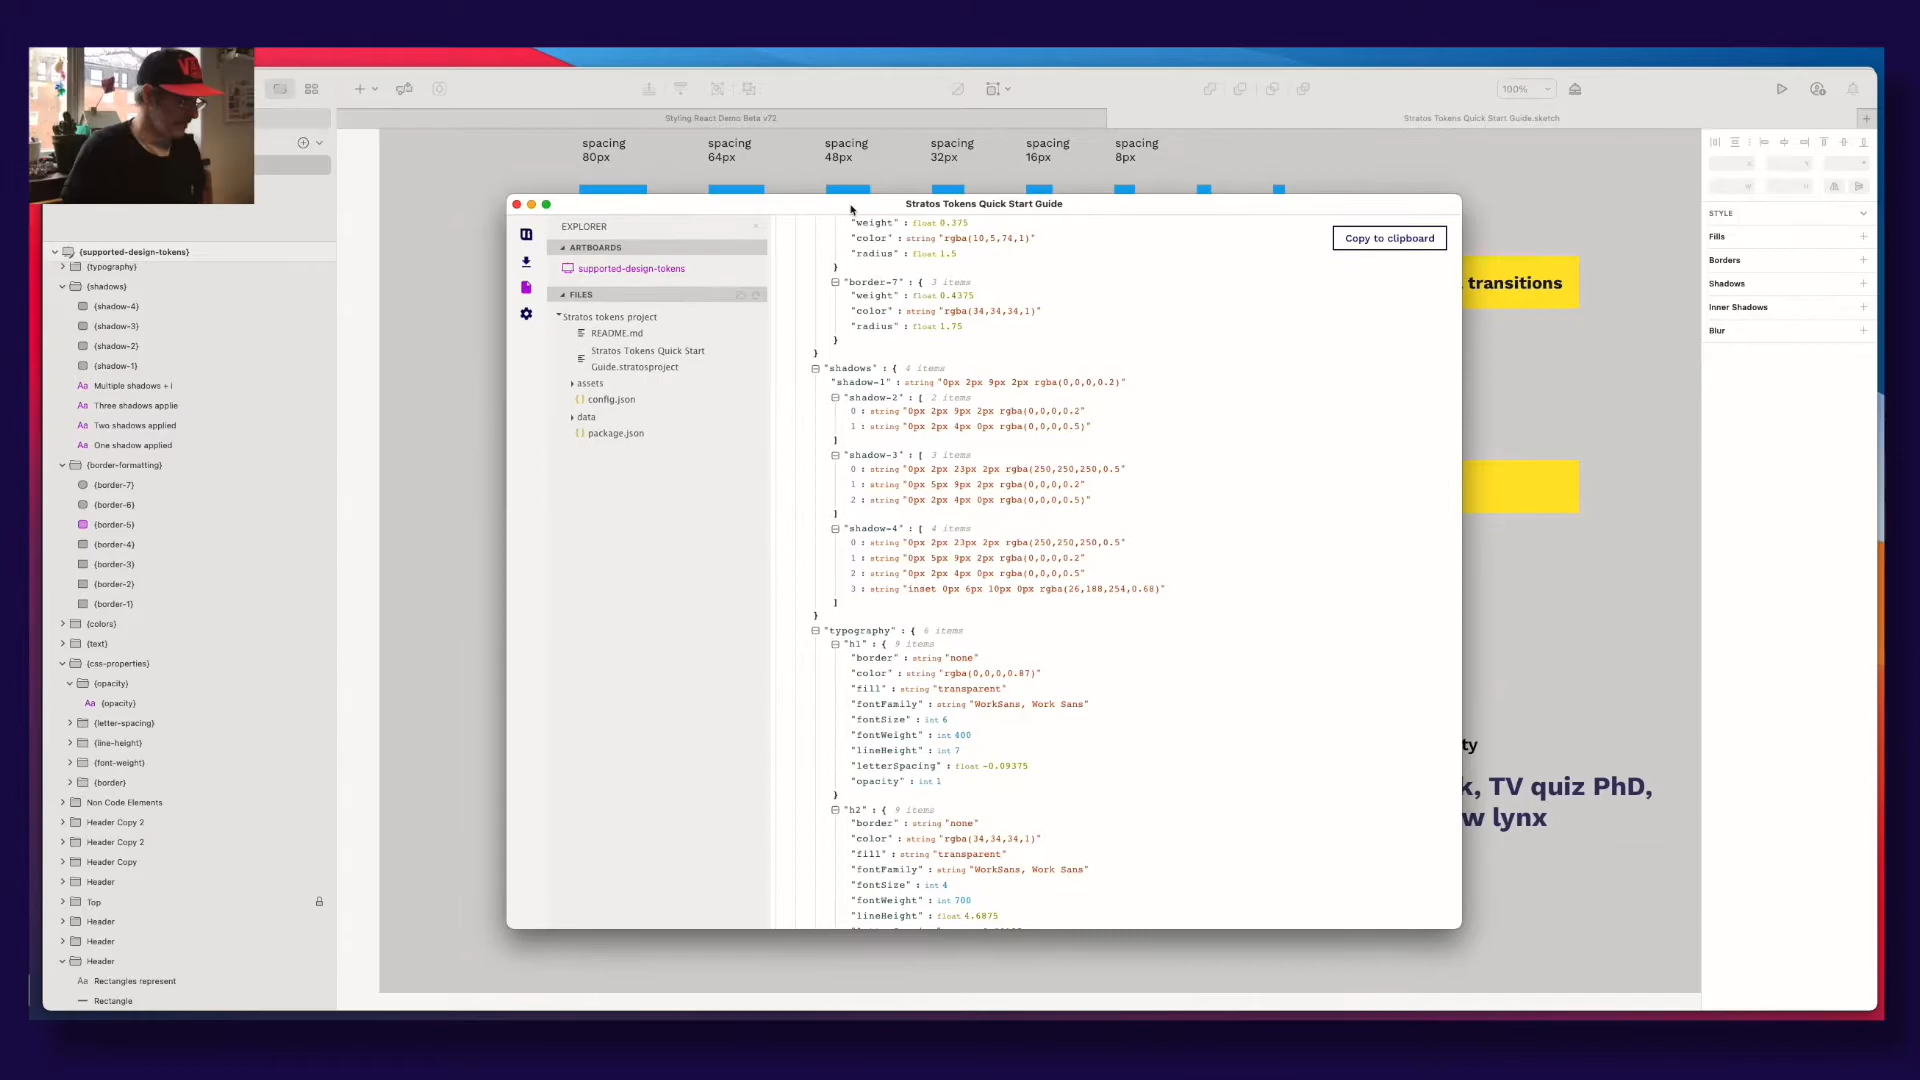 100%
Styling React Demo Beta v72
Stratos Tokens Quick Start Guide.sketch
{supported-design-tokens}
{typography}
{shadows}
{shadow-4}
{shadow-3}
{shadow-2}
{shadow-1}
Multiple shadows + i
Three shadows applie
Two shadows applied
One shadow applied
{border-formatting}
{border-7}
{border-6}
{border-5}
{border-4}
{border-3}
{border-2}
{border-1}
{colors}
{text}
{css-properties}
{opacity}
{opacity}
{letter-spacing}
{line-height}
{font-weight}
{border}
Non Code Elements
Header Copy 2
Header Copy 2
Header Copy
Header
Top
Header
Header
Header
Rectangles represent
Rectangle
spacing 80px
spacing 64px
spacing 48px
spacing 32px
spacing 16px
spacing 8px
Stratos Tokens Quick Start Guide
EXPLORER
ARTBOARDS
supported-design-tokens
FILES
Stratos tokens project
README.md
Stratos Tokens Quick Start
Guide.stratosproject
assets
config.json
data
package.json
Copy to clipboard
"weight" : float 0.375
"color" : string "rgba(10,5,74,1)"
"radius" : float 1.5
}
"border-7" : { 3 items
"weight" : float 0.4375
"color" : string "rgba(34,34,34,1)"
"radius" : float 1.75
}
}
"shadows" : { 4 items
"shadow-1" : string "0px 2px 9px 2px rgba(0,0,0,0.2)"
"shadow-2" : [ 2 items
0 : string "0px 2px 9px 2px rgba(0,0,0,0.2"
1 : string "0px 2px 4px 0px rgba(0,0,0,0.5)"
]
"shadow-3" : [ 3 items
0 : string "0px 2px 23px 2px rgba(250,250,250,0.5"
1 : string "0px 5px 9px 2px rgba(0,0,0,0.2"
2 : string "0px 2px 4px 0px rgba(0,0,0,0.5)"
]
"shadow-4" : [ 4 items
0 : string "0px 2px 23px 2px rgba(250,250,250,0.5"
1 : string "0px 5px 9px 2px rgba(0,0,0,0.2"
2 : string "0px 2px 4px 0px rgba(0,0,0,0.5"
3 : string "inset 0px 6px 10px 0px rgba(26,188,254,0.68)"
]
}
"typography" : { 6 items
"h1" : { 9 items
"border" : string "none"
"color" : string "rgba(0,0,0,0.87)"
"fill" : string "transparent"
"fontFamily" : string "WorkSans, Work Sans"
"fontSize" : int 6
"fontWeight" : int 400
"lineHeight" : int 7
"letterSpacing" : float -0.09375
"opacity" : int 1
}
"h2" : { 9 items
"border" : string "none"
"color" : string "rgba(34,34,34,1)"
"fill" : string "transparent"
"fontFamily" : string "WorkSans, Work Sans"
"fontSize" : int 4
"fontWeight" : int 700
"lineHeight" : float 4.6875
transitions
ty
k, TV quiz PhD,
w lynx
STYLE
Fills
Borders
Shadows
Inner Shadows
Blur